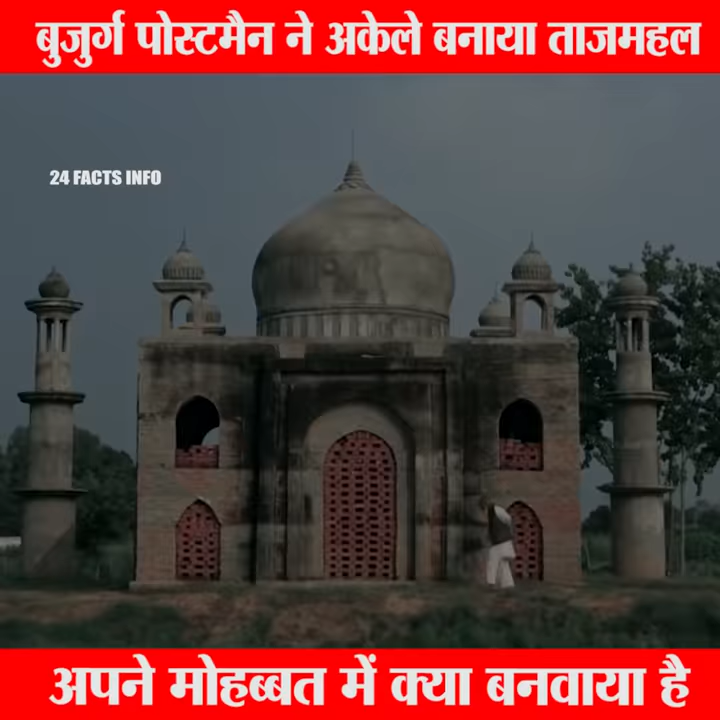 बुजुर्ग पोस्टमैन ने अकेले बनाया ताजमहल
24 FACTS INFO
अपने मोहब्बत में क्या बनवाया है